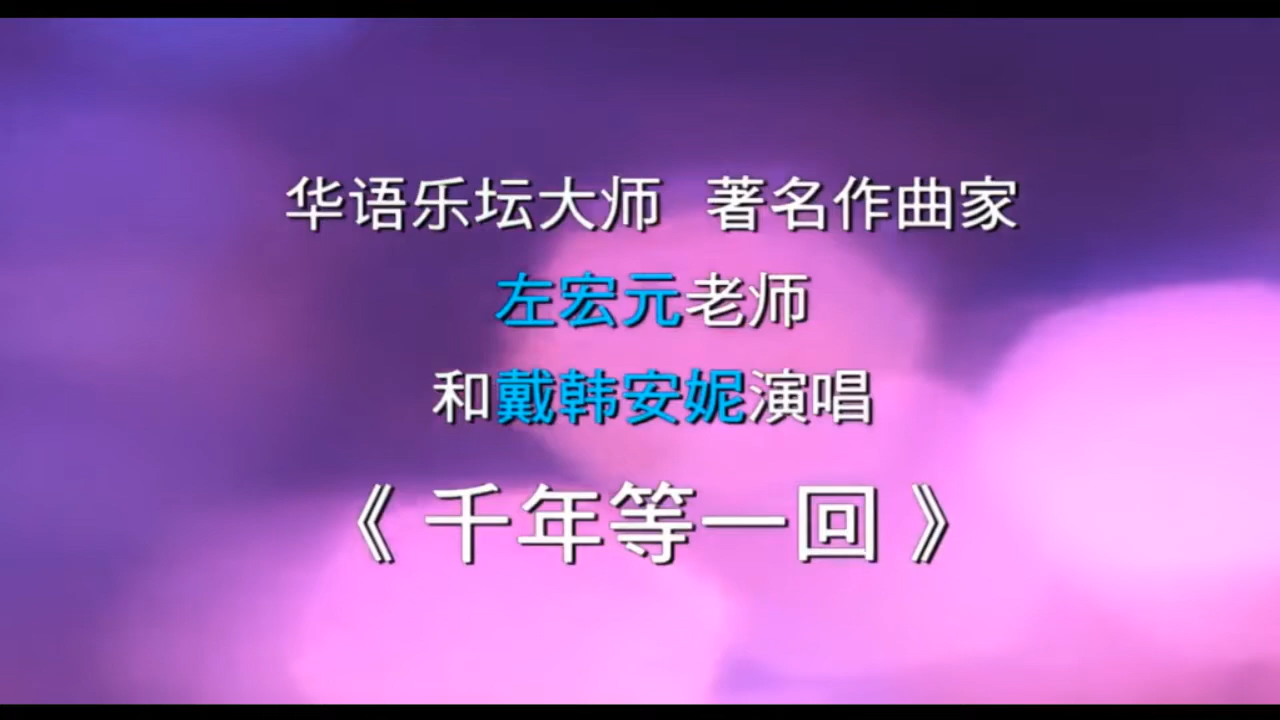 华语乐坛大师 著名作曲家
左宏元老师
和戴韩安妮演唱
《千年等一回》